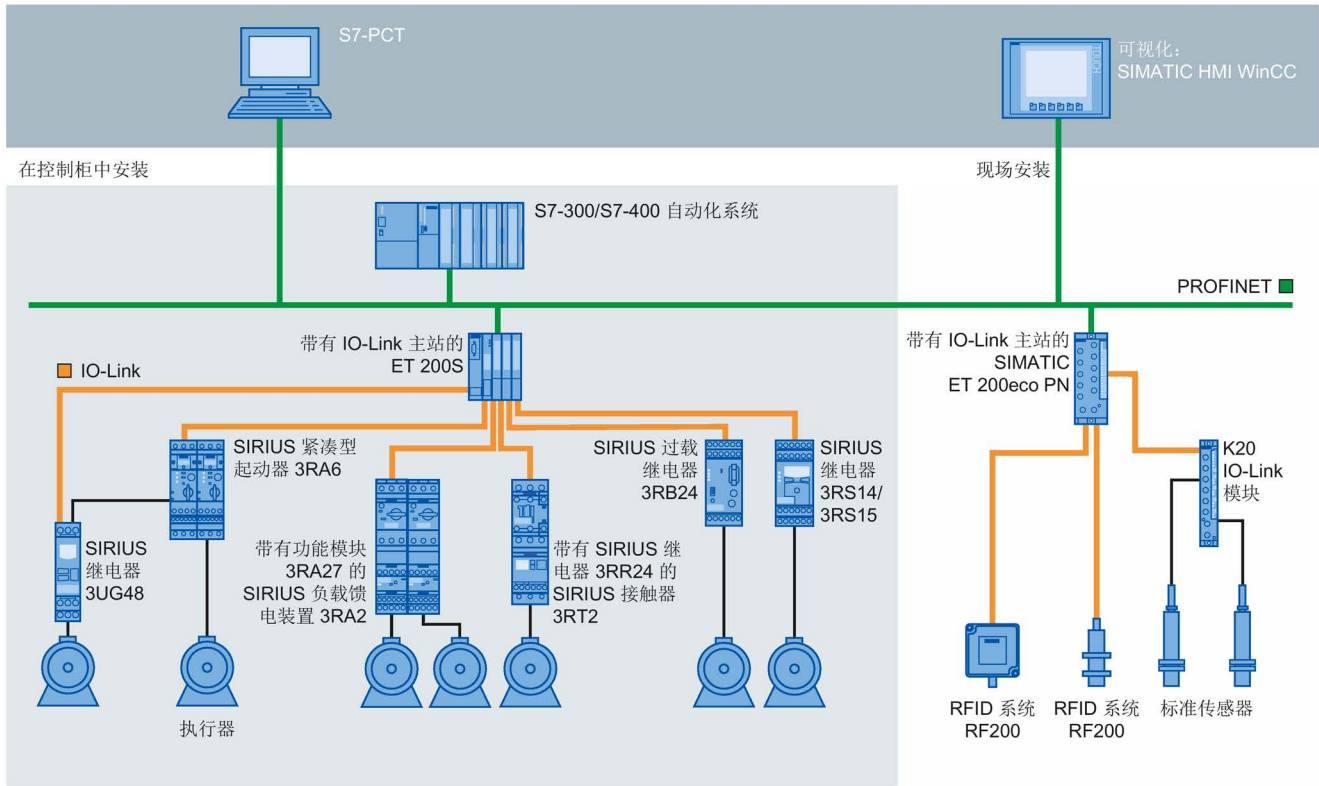 S7-PCT
可视化：
SIMATIC HMI WinCC
在控制柜中安装
现场安装
S7-300/S7-400 自动化系统
PROFINET
带有 IO-Link 主站的
ET 200S
带有 IO-Link 主站的
SIMATIC
ET 200eco PN
IO-Link
SIRIUS 紧凑型
起动器 3RA6
SIRIUS 过载
继电器
3RB24
SIRIUS
继电器
3RS14/
3RS15
K20
IO-Link
模块
SIRIUS
继电器
3UG48
带有功能模块
3RA27 的
SIRIUS 负载馈
电装置 3RA2
带有 SIRIUS 继
电器 3RR24 的
SIRIUS 接触器
3RT2
执行器
RFID 系统
RF200
RFID 系统
RF200
标准传感器